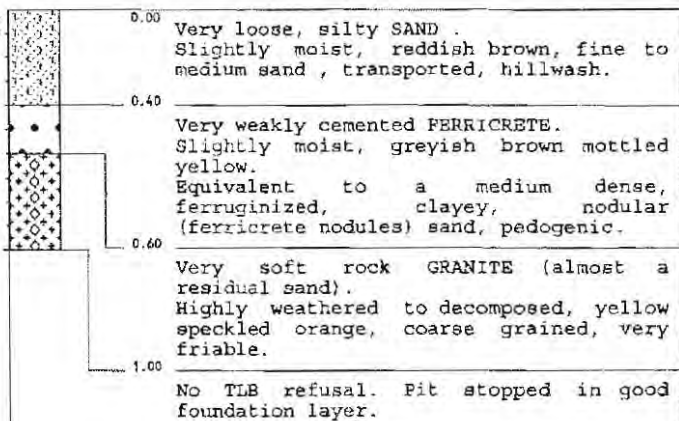 0.00
Very loose, silty SAND .
Slightly moist, reddish brown, fine to
medium sand , transported, hillwash.
0.40
Very weakly cemented FERRICRETE.
Slightly moist, greyish brown mottled
yellow.
Equivalent to a medium dense,
ferruginized, clayey, nodular
(ferricrete nodules) sand, pedogenic.
0.60
Very soft rock GRANITE (almost a
residual sand).
Highly weathered to decomposed, yellow
speckled orange, coarse grained, very
friable.
1.00
No TLB refusal. Pit stopped in good
foundation layer.